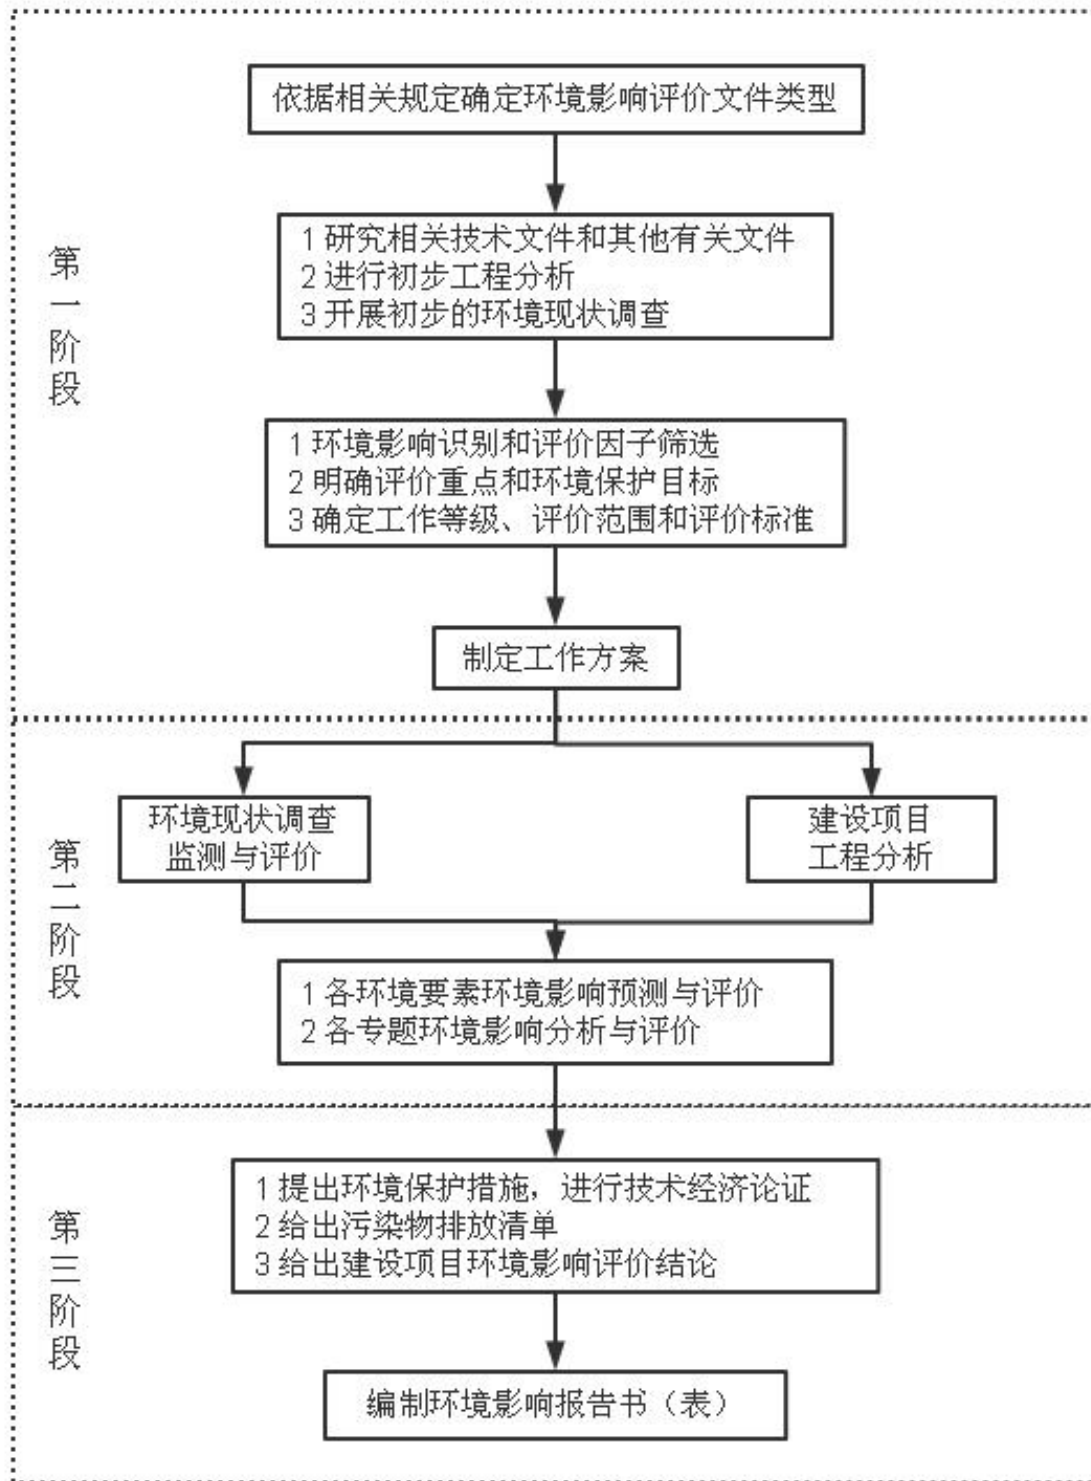 依据相关规定确定环境影响评价文件类型
第一阶段
1 研究相关技术文件和其他有关文件
2 进行初步工程分析
3 开展初步的环境现状调查
1 环境影响识别和评价因子筛选
2 明确评价重点和环境保护目标
3 确定工作等级、评价范围和评价标准
制定工作方案
第二阶段
环境现状调查
监测与评价
建设项目
工程分析
1 各环境要素环境影响预测与评价
2 各专题环境影响分析与评价
第三阶段
1 提出环境保护措施，进行技术经济论证
2 给出污染物排放清单
3 给出建设项目环境影响评价结论
编制环境影响报告书（表）